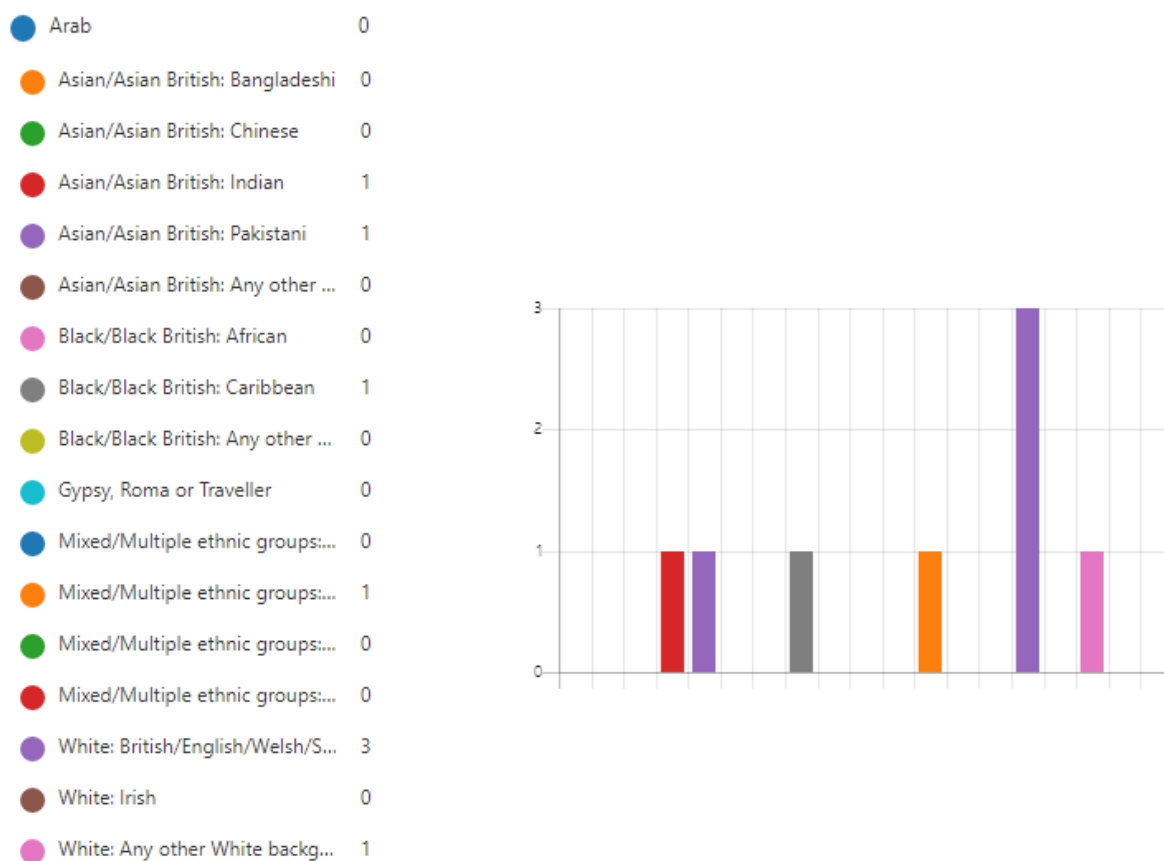 Arab 0
Asian/Asian British: Bangladeshi 0
Asian/Asian British: Chinese 0
Asian/Asian British: Indian 1
Asian/Asian British: Pakistani 1
Asian/Asian British: Any other ... 0
Black/Black British: African 0
Black/Black British: Caribbean 1
Black/Black British: Any other ... 0
Gypsy, Roma or Traveller 0
Mixed/Multiple ethnic groups:... 0
Mixed/Multiple ethnic groups:... 1
Mixed/Multiple ethnic groups:... 0
Mixed/Multiple ethnic groups:... 0
White: British/English/Welsh/S... 3
White: Irish 0
White: Any other White backg... 1
3
2
1
0